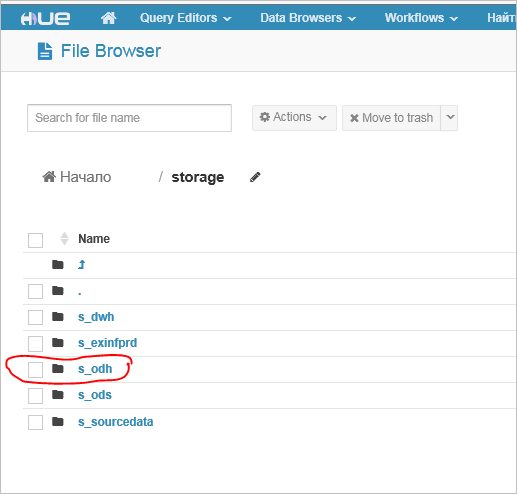 HUE Query Editors Data Browsers Workflows Найти
File Browser
Search for file name Actions Move to trash
Начало / storage
Name
.
s_dwh
s_exinfprd
s_odh
s_ods
s_sourcedata